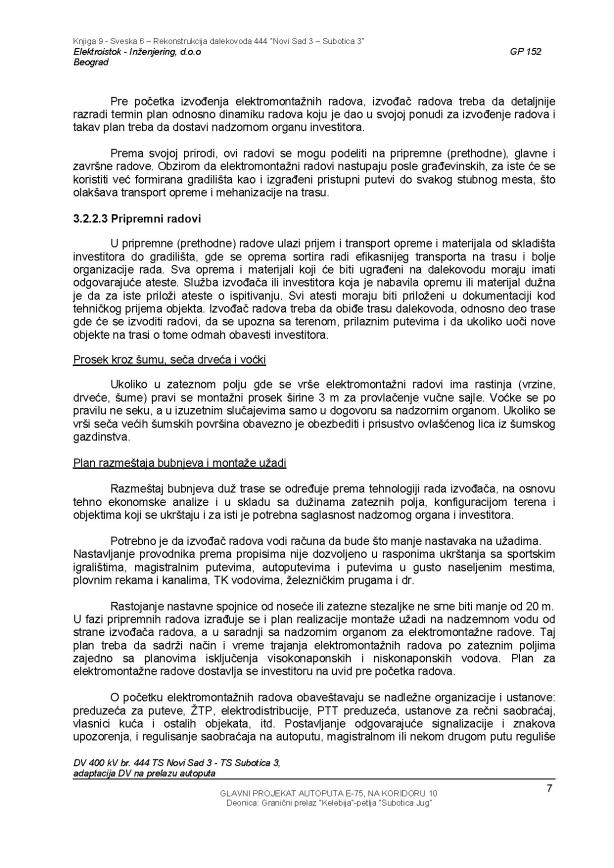 Knjiga 9 - Sveska 6 – Rekonstrukcija dalekovoda 444 "Novi Sad 3 – Subotica 3"
Elektroistok - Inženjering, d.o.o GP 152
Beograd
Pre početka izvođenja elektromontažnih radova, izvođač radova treba da detaljnije
razradi termin plan odnosno dinamiku radova koju je dao u svojoj ponudi za izvođenje radova i
takav plan treba da dostavi nadzornom organu investitora.
Prema svojoj prirodi, ovi radovi se mogu podeliti na pripremne (prethodne), glavne i
završne radove. Obzirom da elektromontažni radovi nastupaju posle građevinskih, za iste će se
koristiti već formirana gradilišta kao i izgrađeni pristupni putevi do svakog stubnog mesta, što
olakšava transport opreme i mehanizacije na trasu.
3.2.2.3 Pripremni radovi
U pripremne (prethodne) radove ulazi prijem i transport opreme i materijala od skladišta
investitora do gradilišta, gde se oprema sortira radi efikasnijeg transporta na trasu i bolje
organizacije rada. Sva oprema i materijali koji će biti ugrađeni na dalekovodu moraju imati
odgovarajuće ateste. Služba izvođača ili investitora koja je nabavila opremu ili materijal dužna
je da za iste priloži ateste o ispitivanju. Svi atesti moraju biti priloženi u dokumentaciji kod
tehničkog prijema objekta. Izvođač radova treba da obiđe trasu dalekovoda, odnosno deo trase
gde će se izvoditi radovi, da se upozna sa terenom, prilaznim putevima i da ukoliko uoči nove
objekte na trasi o tome odmah obavesti investitora.
Prosek kroz šumu, seča drveća i voćki
Ukoliko u zateznom polju gde se vrše elektromontažni radovi ima rastinja (vrzine,
drveće, šume) pravi se montažni prosek širine 3 m za provlačenje vučne sajle. Voćke se po
pravilu ne seku, a u izuzetnim slučajevima samo u dogovoru sa nadzornim organom. Ukoliko se
vrši seča većih šumskih površina obavezno je obezbediti i prisustvo ovlašćenog lica iz šumskog
gazdinstva.
Plan razmeštaja bubnjeva i montaže užadi
Razmeštaj bubnjeva duž trase se određuje prema tehnologiji rada izvođača, na osnovu
tehno ekonomske analize i u skladu sa dužinama zateznih polja, konfiguracijom terena i
objektima koji se ukrštaju i za isti je potrebna saglasnost nadzornog organa i investitora.
Potrebno je da izvođač radova vodi računa da bude što manje nastavaka na užadima.
Nastavljanje provodnika prema propisima nije dozvoljeno u rasponima ukrštanja sa sportskim
igralištima, magistralnim putevima, autoputevima i putevima u gusto naseljenim mestima,
plovnim rekama i kanalima, TK vodovima, železničkim prugama i dr.
Rastojanje nastavne spojnice od noseće ili zatezne stezaljke ne srne biti manje od 20 m.
U fazi pripremnih radova izrađuje se i plan realizacije montaže užadi na nadzemnom vodu od
strane izvođača radova, a u saradnji sa nadzornim organom za elektromontažne radove. Taj
plan treba da sadrži način i vreme trajanja elektromontažnih radova po zateznim poljima
zajedno sa planovima isključenja visokonaponskih i niskonaponskih vodova. Plan za
elektromontažne radove dostavlja se investitoru na uvid pre početka radova.
O početku elektromontažnih radova obaveštavaju se nadležne organizacije i ustanove:
preduzeća za puteve, ŽTP, elektrodistribucije, PTT preduzeća, ustanove za rečni saobraćaj,
vlasnici kuća i ostalih objekata, itd. Postavljanje odgovarajuće signalizacije i znakova
upozorenja, i regulisanje saobraćaja na autoputu, magistralnom ili nekom drugom putu reguliše
DV 400 kV br. 444 TS Novi Sad 3 - TS Subotica 3,
adaptacija DV na prelazu autoputa
7
GLAVNI PROJEKAT AUTOPUTA E-75, NA KORIDORU 10
Deonica: Granični prelaz "Kelebija"-petlja "Subotica Jug"